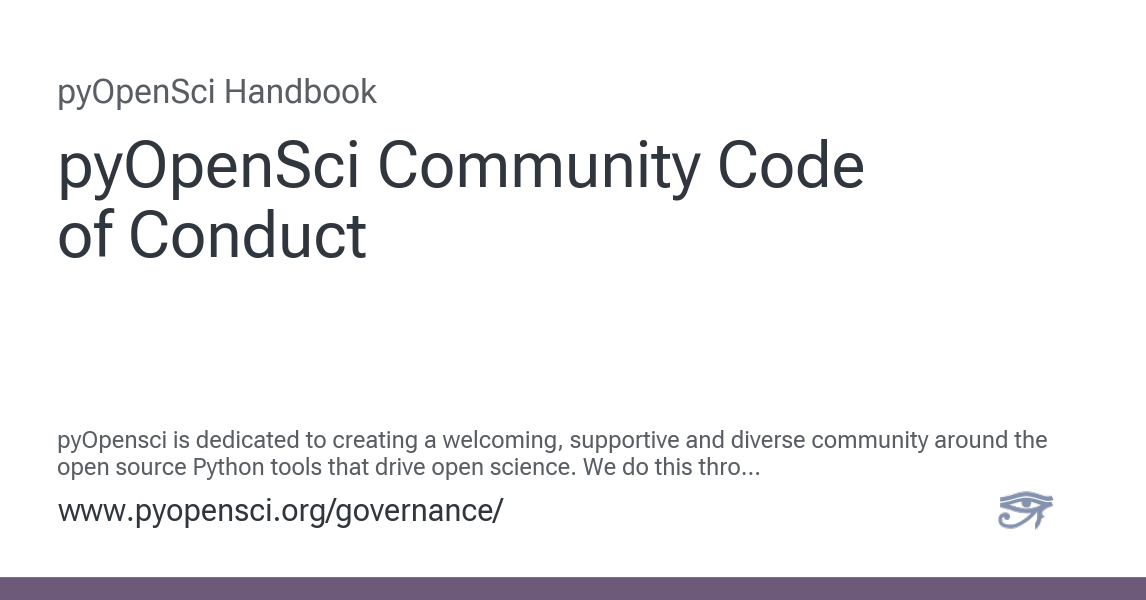 pyOpenSci Handbook
pyOpenSci Community Code
of Conduct
pyOpensci is dedicated to creating a welcoming, supportive and diverse community around the
open source Python tools that drive open science. We do this thro...
www.pyopensci.org/governance/